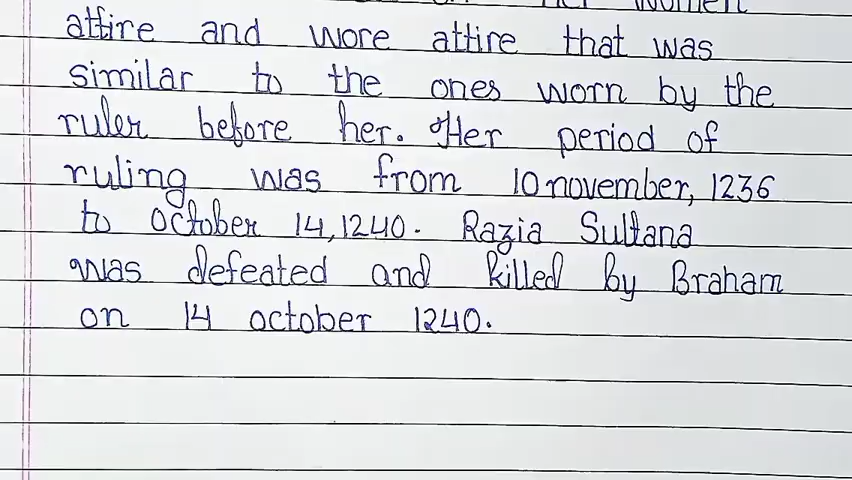 Her women
attire and wore attire that was
similar to the ones worn by the
ruler before her. Her period of
ruling was from 10 november, 1236
to october 14, 1240. Razia Sultana
was defeated and killed by Braham
on 14 october 1240.